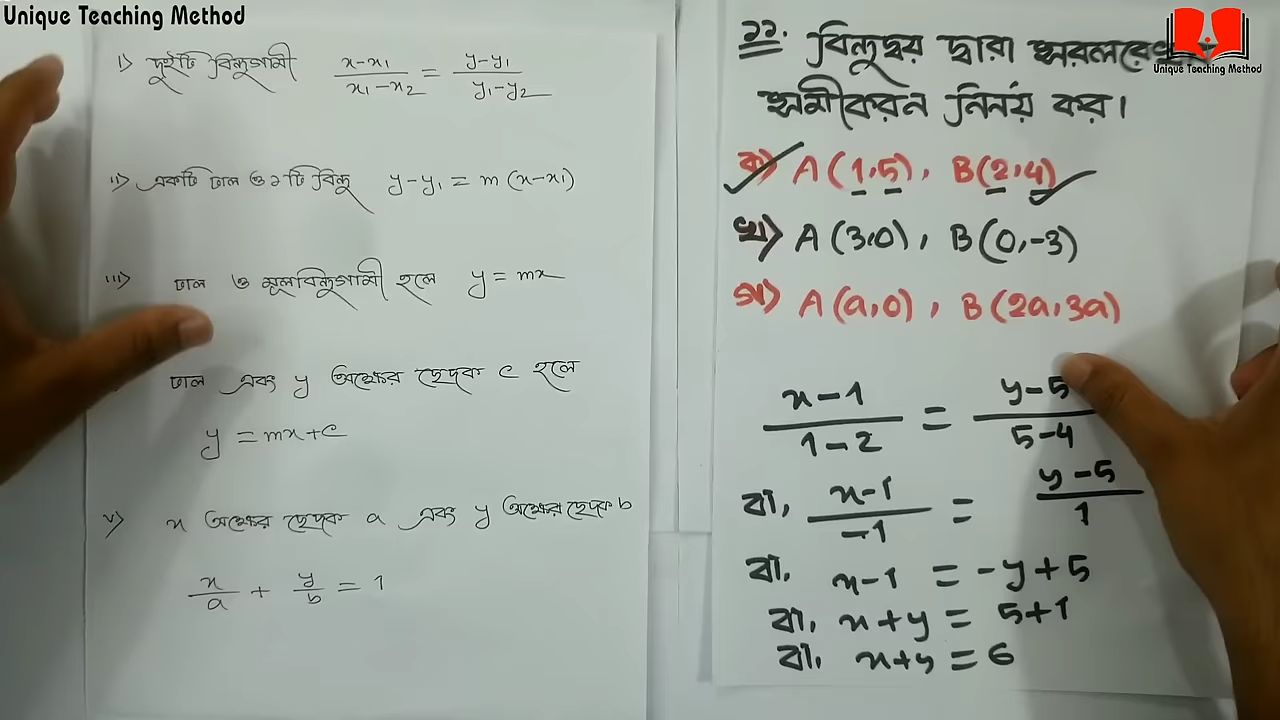 Unique Teaching Method
i) দুইটি বিন্দুগামী x-x₁/x₁-x₂ = y-y₁/y₁-y₂
ii) একটি ঢাল ও ১টি বিন্দু y-y₁ = m (x-x₁)
iii) ঢাল ও মূলবিন্দুগামী হলে y = mx
ঢাল এবং y অক্ষের ছেদক c হলে
y = mx+c
v) x অক্ষের ছেদক a এবং y অক্ষের ছেদক b
x/a + y/b = 1
Unique Teaching Method
১১. বিন্দুদ্বয় দ্বারা সরলরেখার
সমীকরন নির্নয় কর।
ক) A(1,5), B(2,4)
খ) A(3,0), B(0,-3)
গ) A(a,0), B(2a,3a)
x-1/1-2 = y-5/5-4
বা, x-1/-1 = y-5/1
বা. x-1 = -y+5
বা, x+y = 5+1
বা. x+y = 6